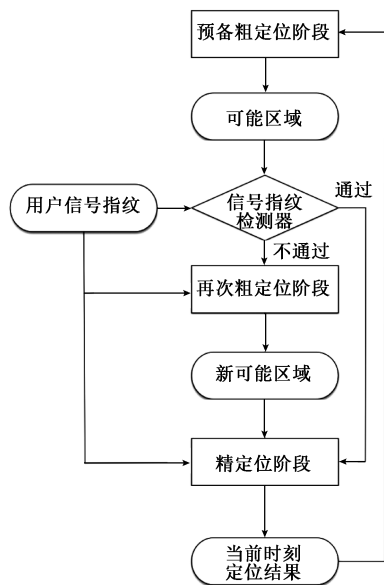 预备粗定位阶段
可能区域
用户信号指纹
信号指纹
检测器
通过
不通过
再次粗定位阶段
新可能区域
精定位阶段
当前时刻
定位结果